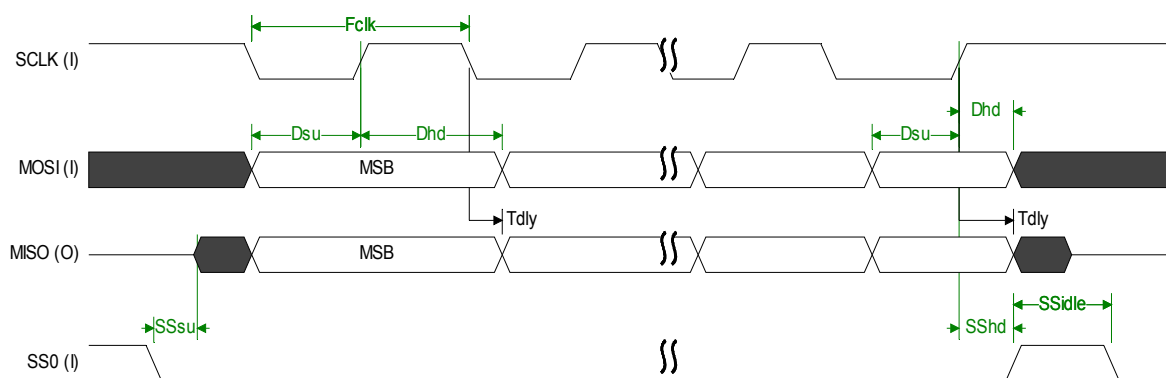 Fclk
SCLK (I)
Dhd
Dsu Dhd Dsu
MOSI (I) MSB
Tdly Tdly
MISO (O) MSB
SSidle
SSsu SShd
SS0 (I)